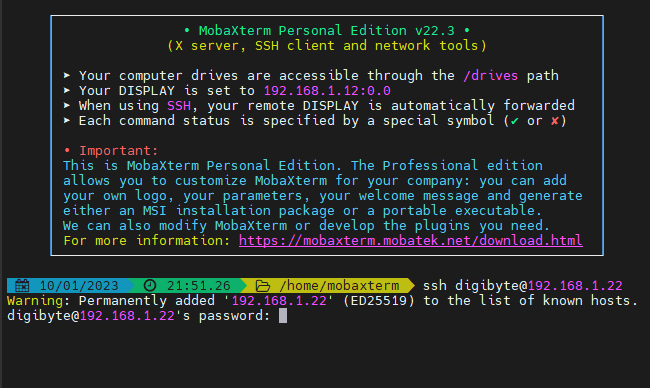 • MobaXterm Personal Edition v22.3 •
(X server, SSH client and network tools)
➤ Your computer drives are accessible through the /drives path
➤ Your DISPLAY is set to 192.168.1.12:0.0
➤ When using SSH, your remote DISPLAY is automatically forwarded
➤ Each command status is specified by a special symbol (✔ or ✘)
• Important:
This is MobaXterm Personal Edition. The Professional edition
allows you to customize MobaXterm for your company: you can add
your own logo, your parameters, your welcome message and generate
either an MSI installation package or a portable executable.
We can also modify MobaXterm or develop the plugins you need.
For more information: https://mobaxterm.mobatek.net/download.html
10/01/2023 21:51.26 /home/mobaxterm ssh digibyte@192.168.1.22
Warning: Permanently added '192.168.1.22' (ED25519) to the list of known hosts.
digibyte@192.168.1.22's password: